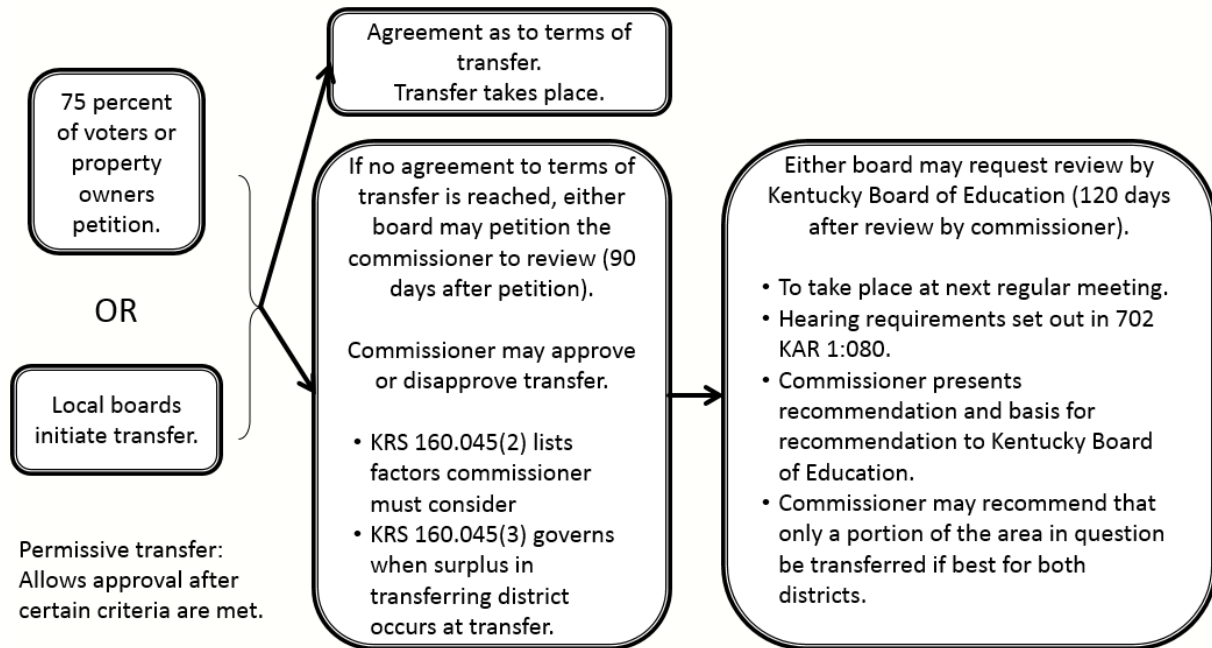 75 percent
of voters or
property
owners
petition.
OR
Local boards
initiate transfer.
Permissive transfer:
Allows approval after
certain criteria are met.
Agreement as to terms of
transfer.
Transfer takes place.
If no agreement to terms of
transfer is reached, either
board may petition the
commissioner to review (90
days after petition).
Commissioner may approve
or disapprove transfer.
• KRS 160.045(2) lists
factors commissioner
must consider
• KRS 160.045(3) governs
when surplus in
transferring district
occurs at transfer.
Either board may request review by
Kentucky Board of Education (120 days
after review by commissioner).
• To take place at next regular meeting.
• Hearing requirements set out in 702
KAR 1:080.
• Commissioner presents
recommendation and basis for
recommendation to Kentucky Board
of Education.
• Commissioner may recommend that
only a portion of the area in question
be transferred if best for both
districts.